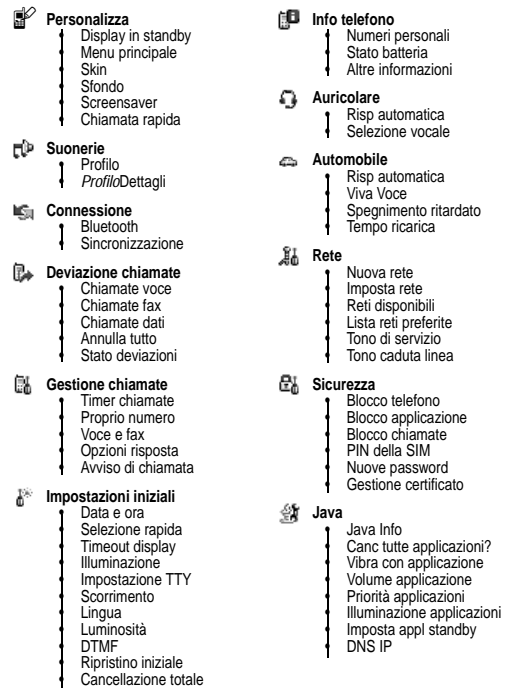 Personalizza
Display in standby
Menu principale
Skin
Sfondo
Screensaver
Chiamata rapida
Suonerie
Profilo
ProfiloDettagli
Connessione
Bluetooth
Sincronizzazione
Deviazione chiamate
Chiamate voce
Chiamate fax
Chiamate dati
Annulla tutto
Stato deviazioni
Gestione chiamate
Timer chiamate
Proprio numero
Voce e fax
Opzioni risposta
Avviso di chiamata
Impostazioni iniziali
Data e ora
Selezione rapida
Timeout display
Illuminazione
Impostazione TTY
Scorrimento
Lingua
Luminosità
DTMF
Ripristino iniziale
Cancellazione totale
Info telefono
Numeri personali
Stato batteria
Altre informazioni
Auricolare
Risp automatica
Selezione vocale
Automobile
Risp automatica
Viva Voce
Spegnimento ritardato
Tempo ricarica
Rete
Nuova rete
Imposta rete
Reti disponibili
Lista reti preferite
Tono di servizio
Tono caduta linea
Sicurezza
Blocco telefono
Blocco applicazione
Blocco chiamate
PIN della SIM
Nuove password
Gestione certificato
Java
Java Info
Canc tutte applicazioni?
Vibra con applicazione
Volume applicazione
Priorità applicazioni
Illuminazione applicazioni
Imposta appl standby
DNS IP